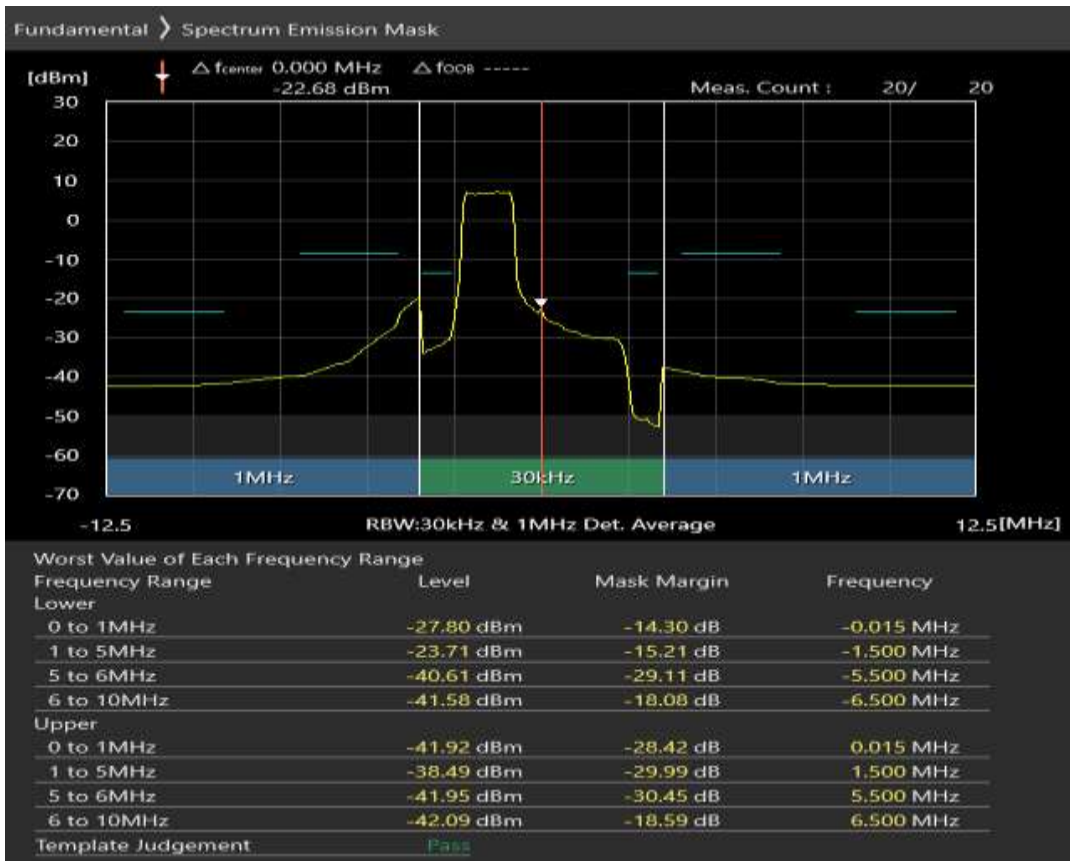 Fundamental ❯ Spectrum Emission Mask
[dBm] △ fcenter 0.000 MHz △ fOOB -----
-22.68 dBm Meas. Count : 20/ 20
30
20
10
0
-10
-20
-30
-40
-50
-60
1MHz 30kHz 1MHz
-70
-12.5 RBW:30kHz & 1MHz Det. Average 12.5[MHz]
Worst Value of Each Frequency Range
Frequency Range Level Mask Margin Frequency
Lower
0 to 1MHz -27.80 dBm -14.30 dB -0.015 MHz
1 to 5MHz -23.71 dBm -15.21 dB -1.500 MHz
5 to 6MHz -40.61 dBm -29.11 dB -5.500 MHz
6 to 10MHz -41.58 dBm -18.08 dB -6.500 MHz
Upper
0 to 1MHz -41.92 dBm -28.42 dB 0.015 MHz
1 to 5MHz -38.49 dBm -29.99 dB 1.500 MHz
5 to 6MHz -41.95 dBm -30.45 dB 5.500 MHz
6 to 10MHz -42.09 dBm -18.59 dB 6.500 MHz
Template Judgement Pass